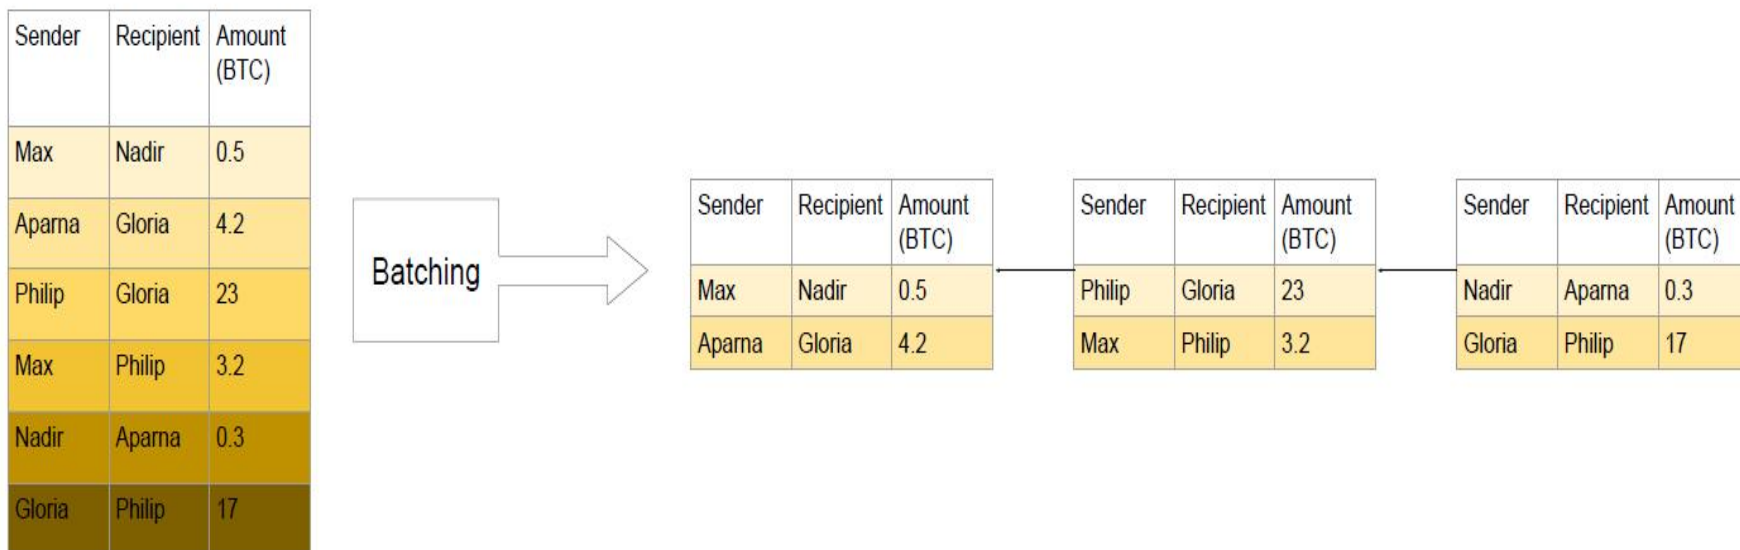 Sender Recipient Amount
(BTC)
Max Nadir 0.5
Aparna Gloria 4.2
Philip Gloria 23
Max Philip 3.2
Nadir Aparna 0.3
Gloria Philip 17
Batching
Sender Recipient Amount
(BTC)
Max Nadir 0.5
Aparna Gloria 4.2
Sender Recipient Amount
(BTC)
Philip Gloria 23
Max Philip 3.2
Sender Recipient Amount
(BTC)
Nadir Aparna 0.3
Gloria Philip 17